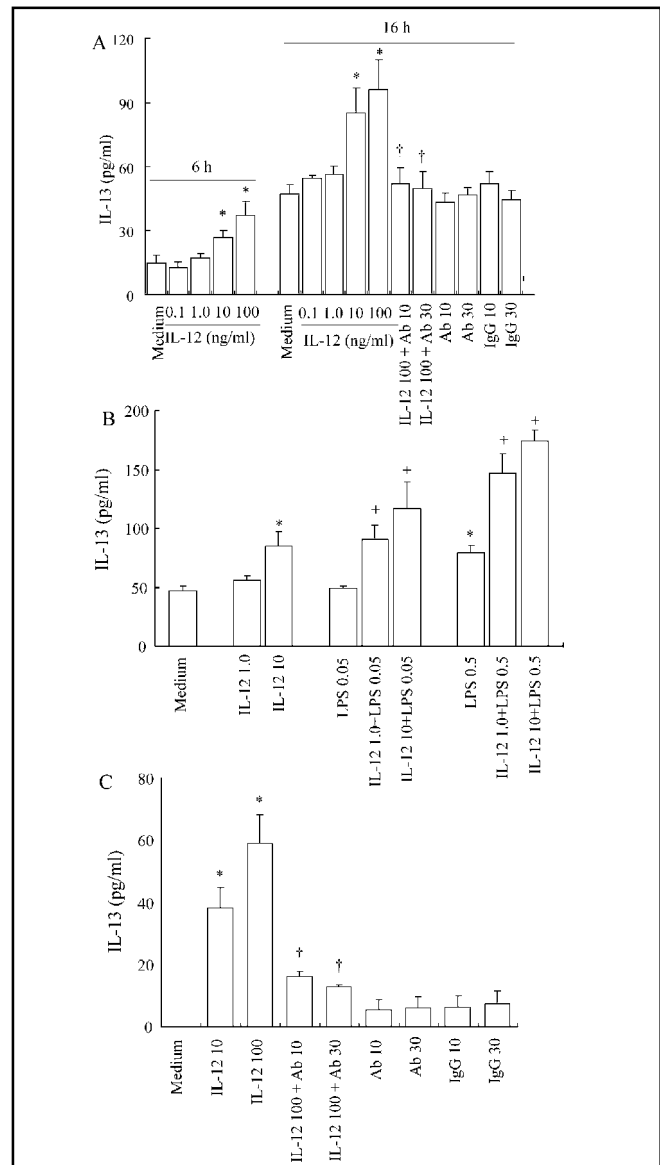 A
16 h
120
*
*
90
IL-13 (pg/ml)
60
6 h
†
†
*
*
30
0
Medium
0.1 1.0 10 100
IL-12 (ng/ml)
Medium
0.1 1.0 10 100
IL-12 (ng/ml)
IL-12 100 + Ab 10
IL-12 100 + Ab 30
Ab 10
Ab 30
IgG 10
IgG 30
B
200
+
+
150
+
+
IL-13 (pg/ml)
100
*
*
50
0
Medium
IL-12 1.0
IL-12 10
LPS 0.05
IL-12 1.0+LPS 0.05
IL-12 10+LPS 0.05
LPS 0.5
IL-12 1.0+LPS 0.5
IL-12 10+LPS 0.5
C
80
*
60
*
IL-13 (pg/ml)
40
†
†
20
0
Medium
IL-12 10
IL-12 100
IL-12 100 + Ab 10
IL-12 100 + Ab 30
Ab 10
Ab 30
IgG 10
IgG 30